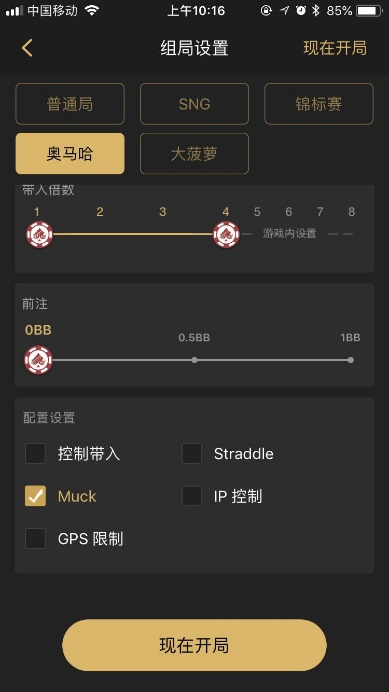 中国移动 上午10:16 85%
组局设置 现在开局
普通局 SNG 锦标赛
奥马哈 大菠萝
带入倍数
1 2 3 4 5 6 7 8
游戏内设置
前注
0BB 0.5BB 1BB
配置设置
控制带入 Straddle
Muck IP 控制
GPS 限制
现在开局